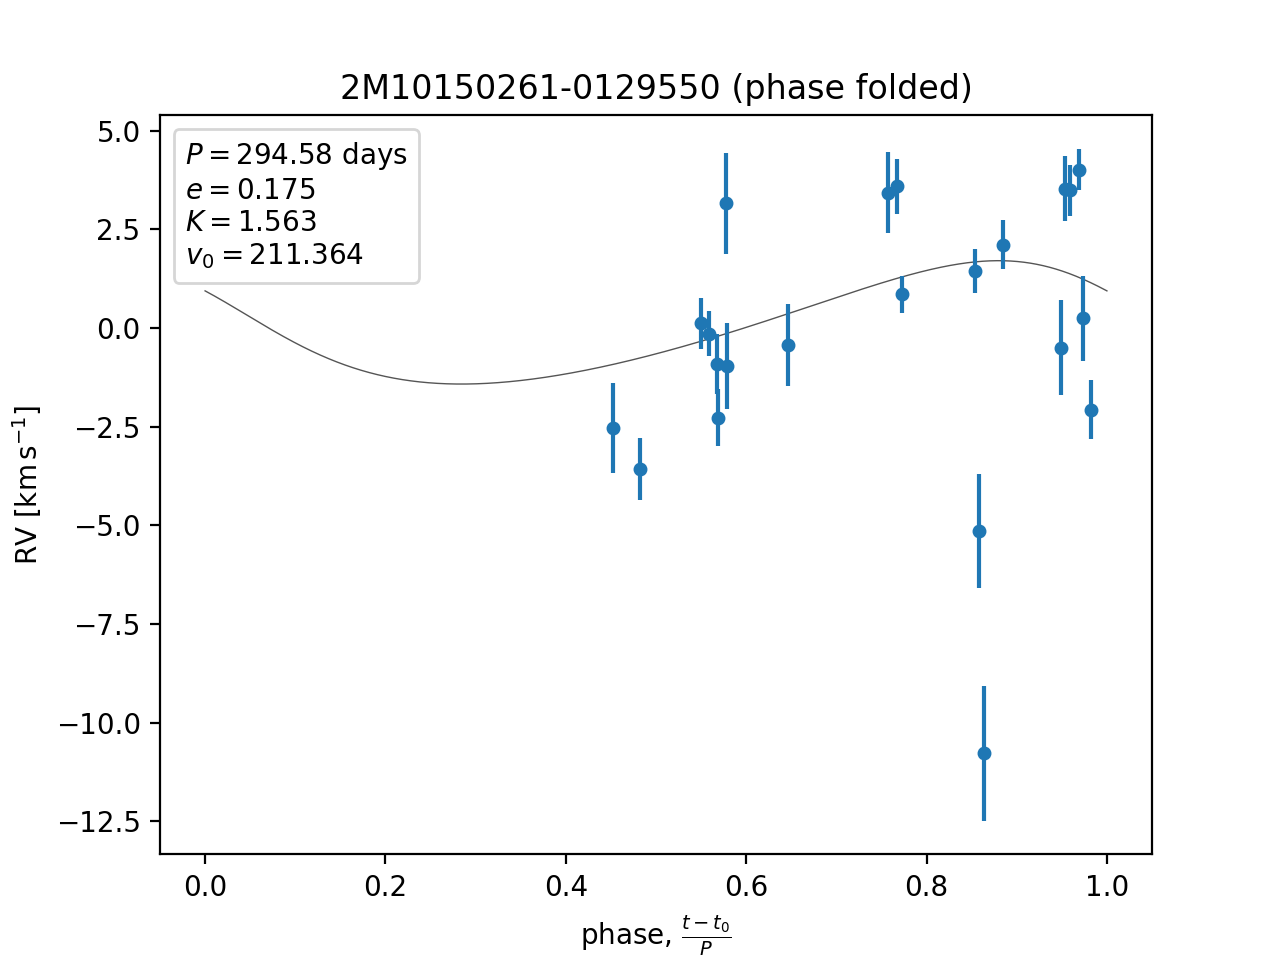 2M10150261-0129550 (phase folded)
P = 294.58 days
e = 0.175
K = 1.563
v₀ = 211.364
5.0
2.5
0.0
−2.5
−5.0
−7.5
−10.0
−12.5
RV [km s⁻¹]
0.0 0.2 0.4 0.6 0.8 1.0
phase, (t − t₀)/P